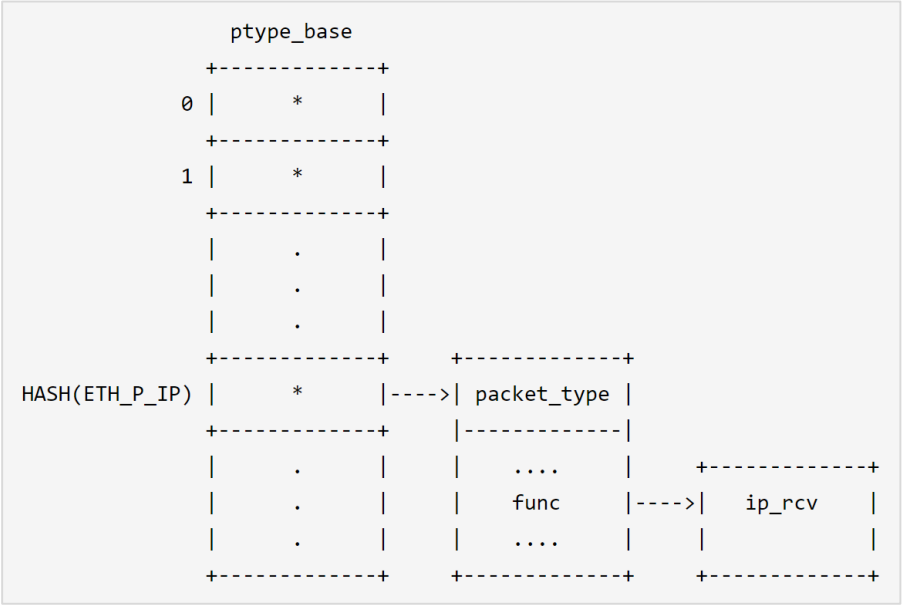 ptype_base
               +-------------+
             0 |      *      |
               +-------------+
             1 |      *      |
               +-------------+
               |      .      |
               |      .      |
               |      .      |
               +-------------+     +-------------+
HASH(ETH_P_IP) |      *      |---->| packet_type |
               +-------------+     |-------------|
               |      .      |     |    ....     |     +-------------+
               |      .      |     |    func     |---->|   ip_rcv    |
               |      .      |     |    ....     |     |             |
               +-------------+     +-------------+     +-------------+